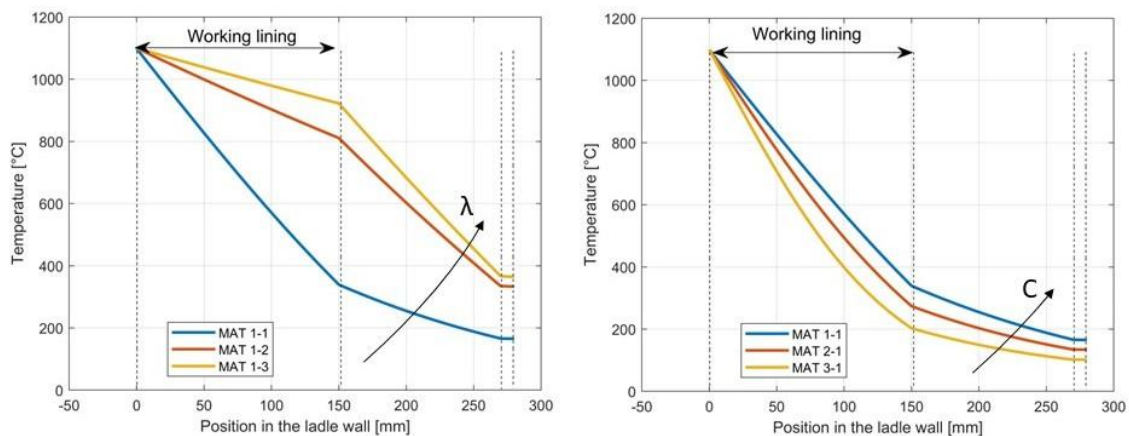 1200
1000
800
600
400
200
0
Temperature [°C]
Working lining
λ
MAT 1-1
MAT 1-2
MAT 1-3
-50 0 50 100 150 200 250 300
Position in the ladle wall [mm]
1200
1000
800
600
400
200
0
Temperature [°C]
Working lining
C
MAT 1-1
MAT 2-1
MAT 3-1
-50 0 50 100 150 200 250 300
Position in the ladle wall [mm]